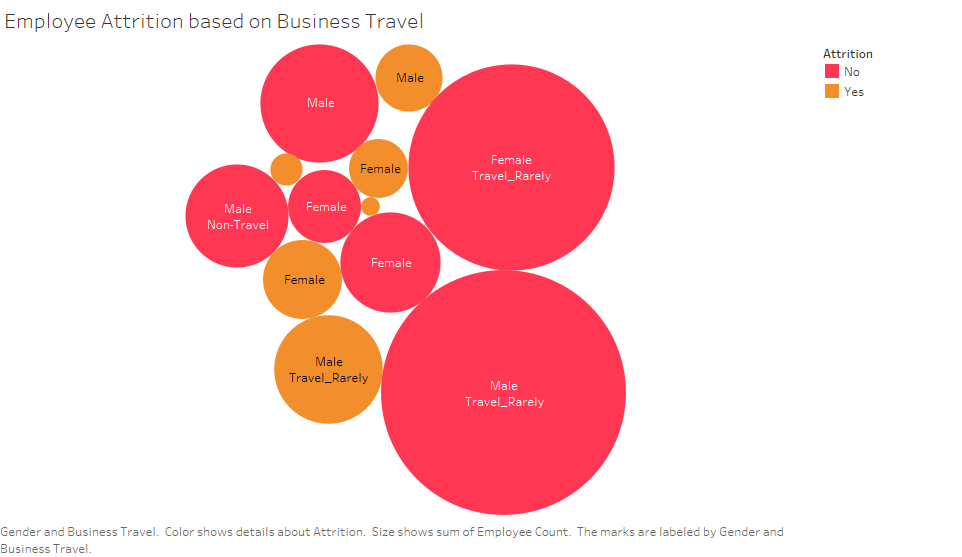 Employee Attrition based on Business Travel
Attrition
No
Yes
Male
Male
Female
Travel_Rarely
Female
Male
Non-Travel
Female
Female
Female
Male
Travel_Rarely
Male
Travel_Rarely
Gender and Business Travel.  Color shows details about Attrition.  Size shows sum of Employee Count.  The marks are labeled by Gender and
Business Travel.